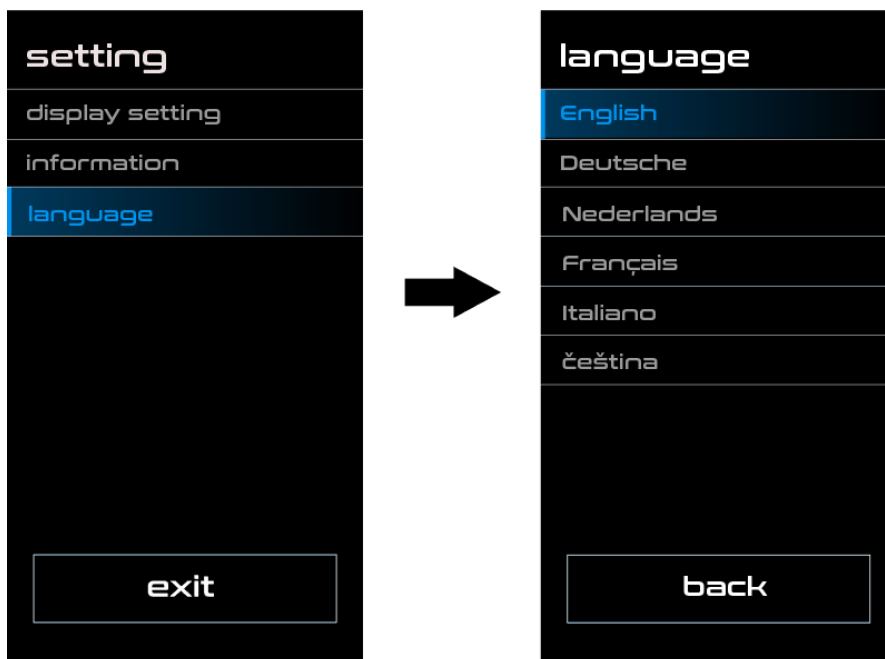 setting
display setting
information
language
exit
language
English
Deutsche
Nederlands
Français
Italiano
čeština
back